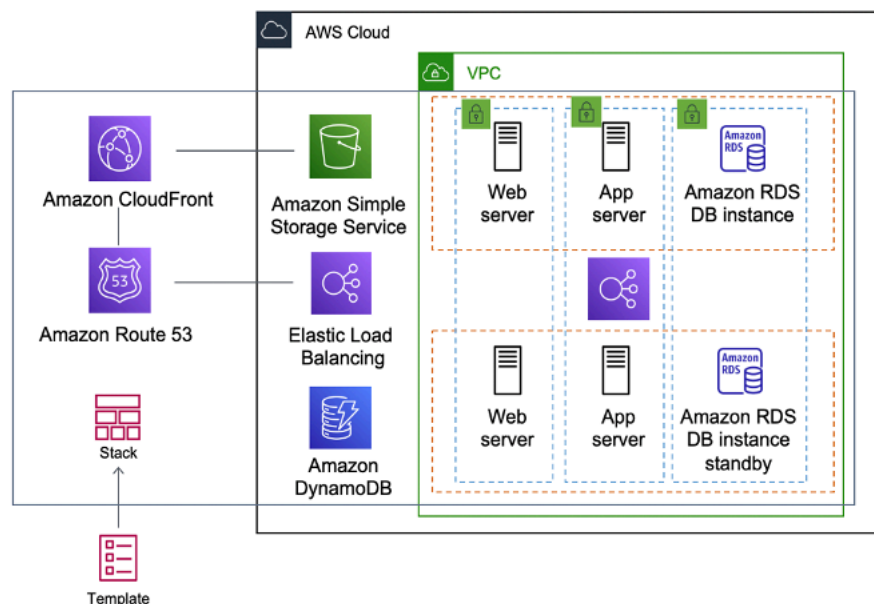 AWS Cloud
VPC
Amazon CloudFront
Amazon Simple
Storage Service
Web
server
App
server
Amazon
RDS
Amazon RDS
DB instance
53
Amazon Route 53
Elastic Load
Balancing
Stack
Amazon
DynamoDB
Web
server
App
server
Amazon
RDS
Amazon RDS
DB instance
standby
Template